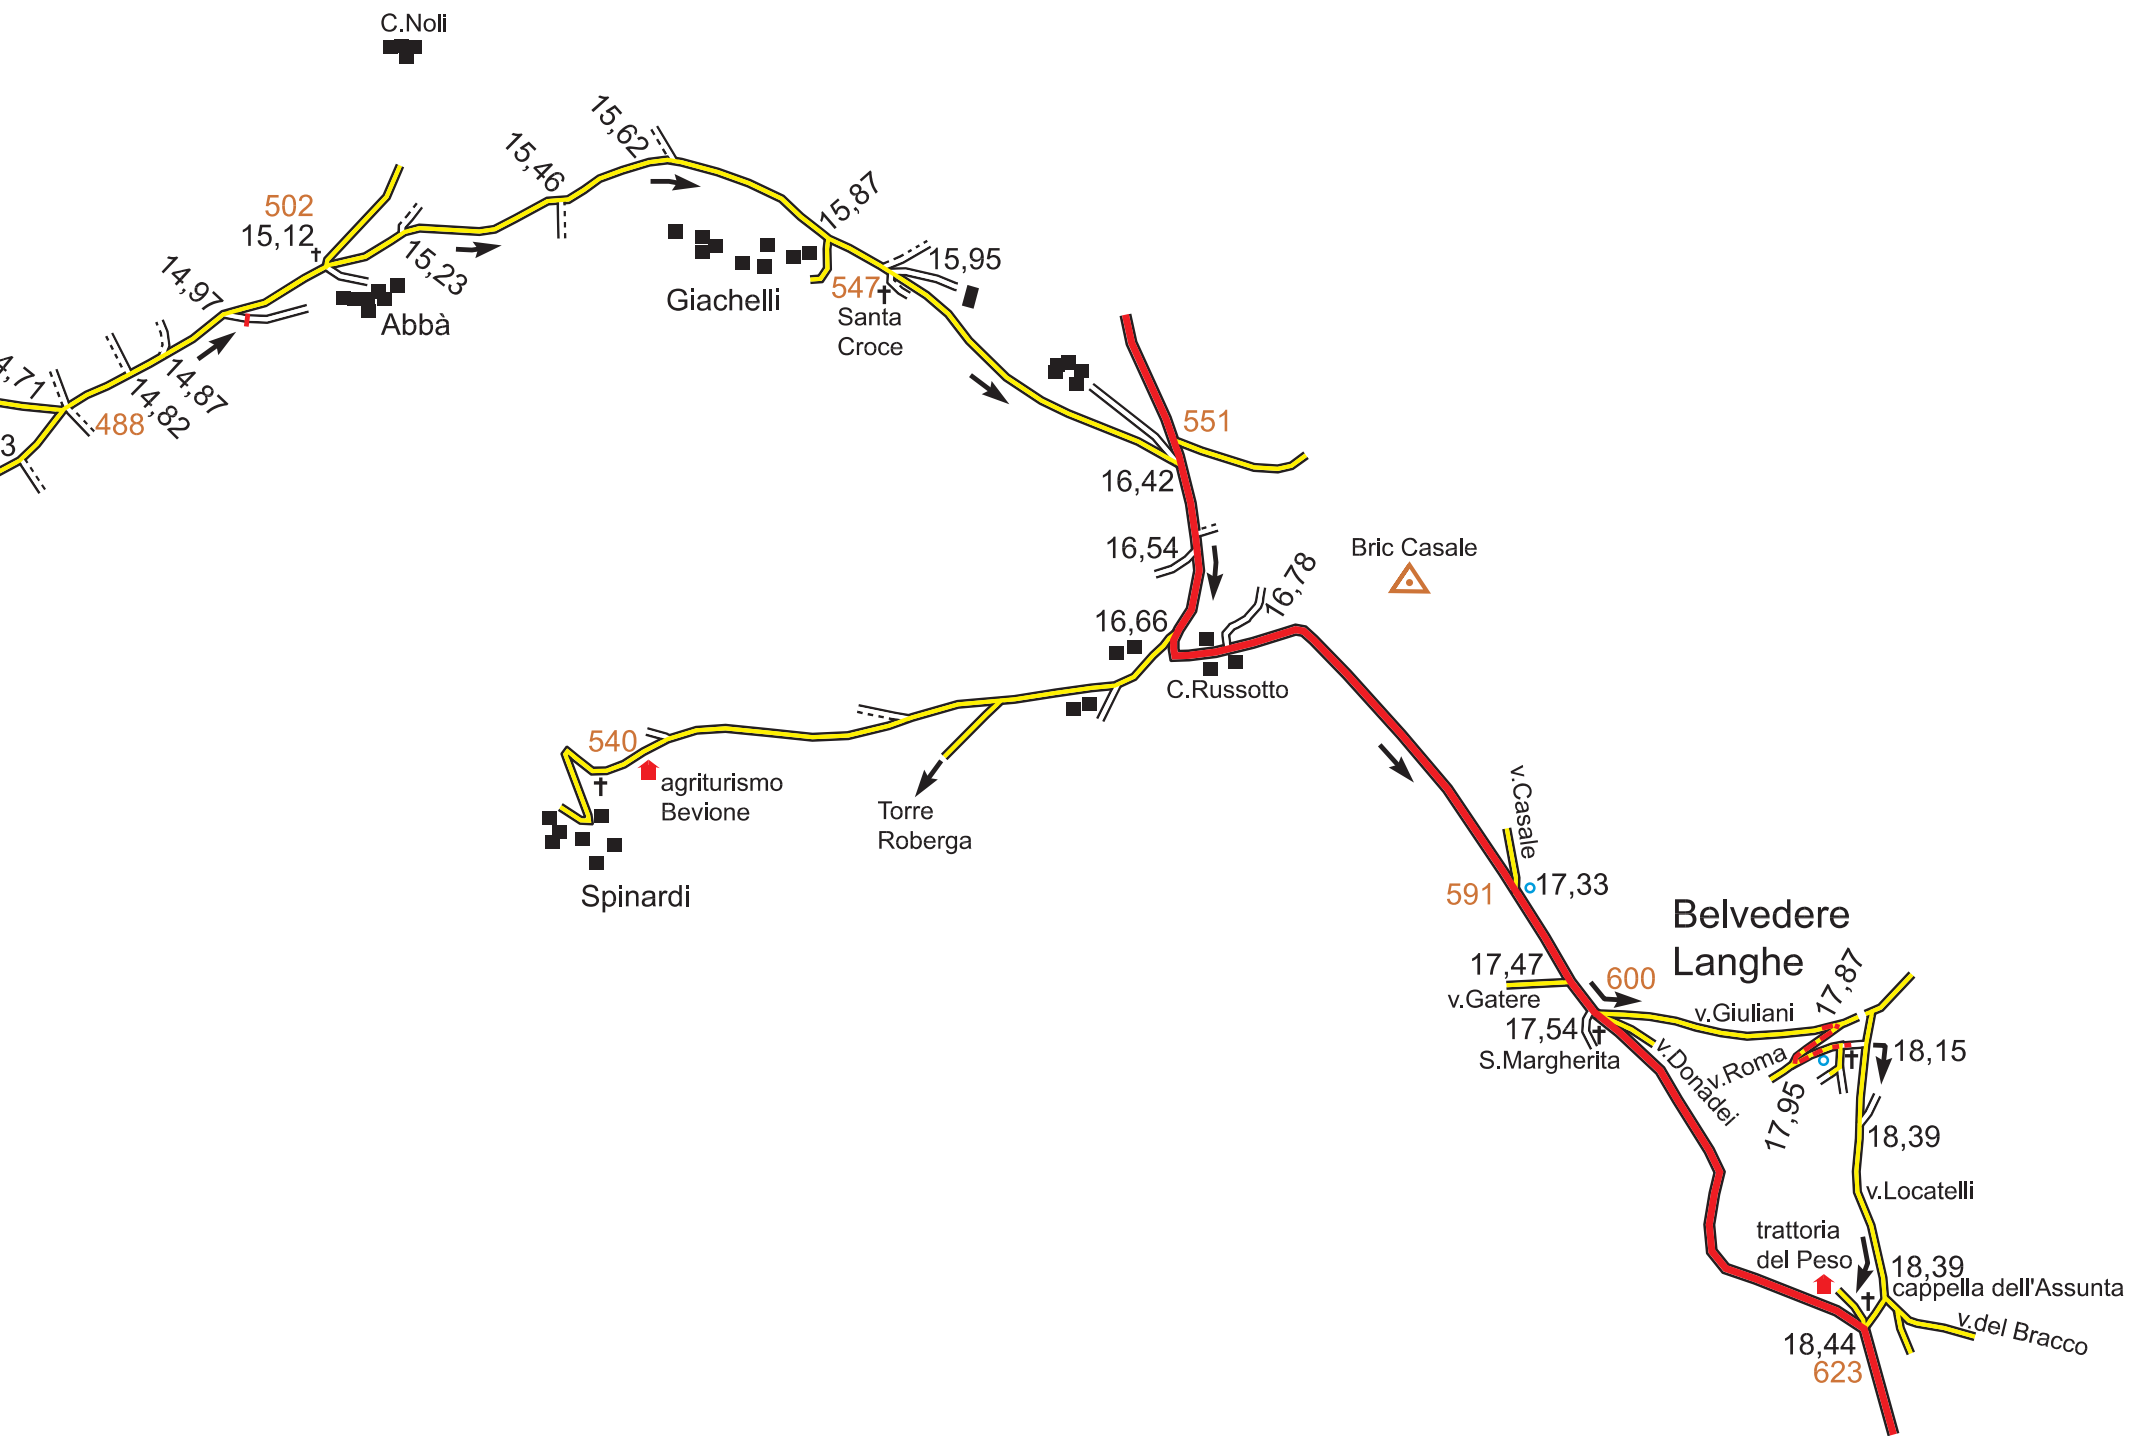 C.Noli
15,62
15,46
15,87
502
15,12
15,23
15,95
14,97
547
Giachelli
Santa
Croce
Abbà
14,87
14,82
4,71
488
3
551
16,42
16,54
Bric Casale
16,78
16,66
C.Russotto
540
agriturismo
Bevione
Torre
Roberga
Spinardi
v.Casale
17,33
591
Belvedere
Langhe
17,47
600
17,87
v.Gatere
v.Giuliani
17,54
S.Margherita
v.Donadei
v.Roma
18,15
17,95
18,39
v.Locatelli
trattoria
del Peso
18,39
cappella dell'Assunta
v.del Bracco
18,44
623